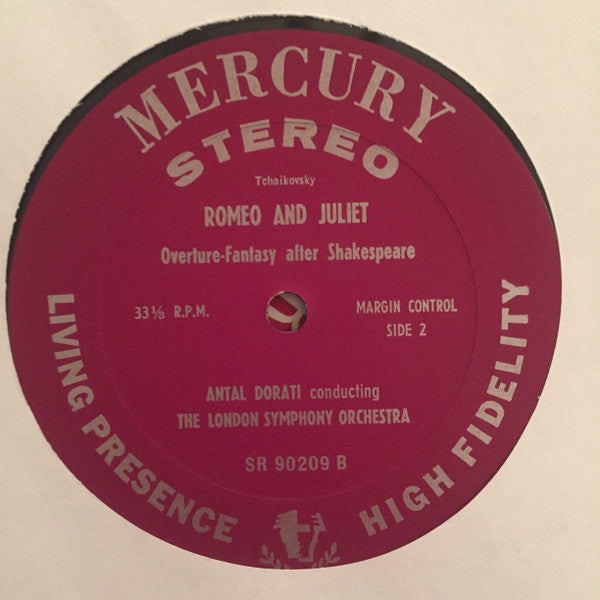 MERCURY
STEREO
Tchaikovsky
ROMEO AND JULIET
Overture-Fantasy after Shakespeare
33⅓ R.P.M.
MARGIN CONTROL
SIDE 2
ANTAL DORATI conducting
THE LONDON SYMPHONY ORCHESTRA
SR 90209 B
LIVING PRESENCE
HIGH FIDELITY